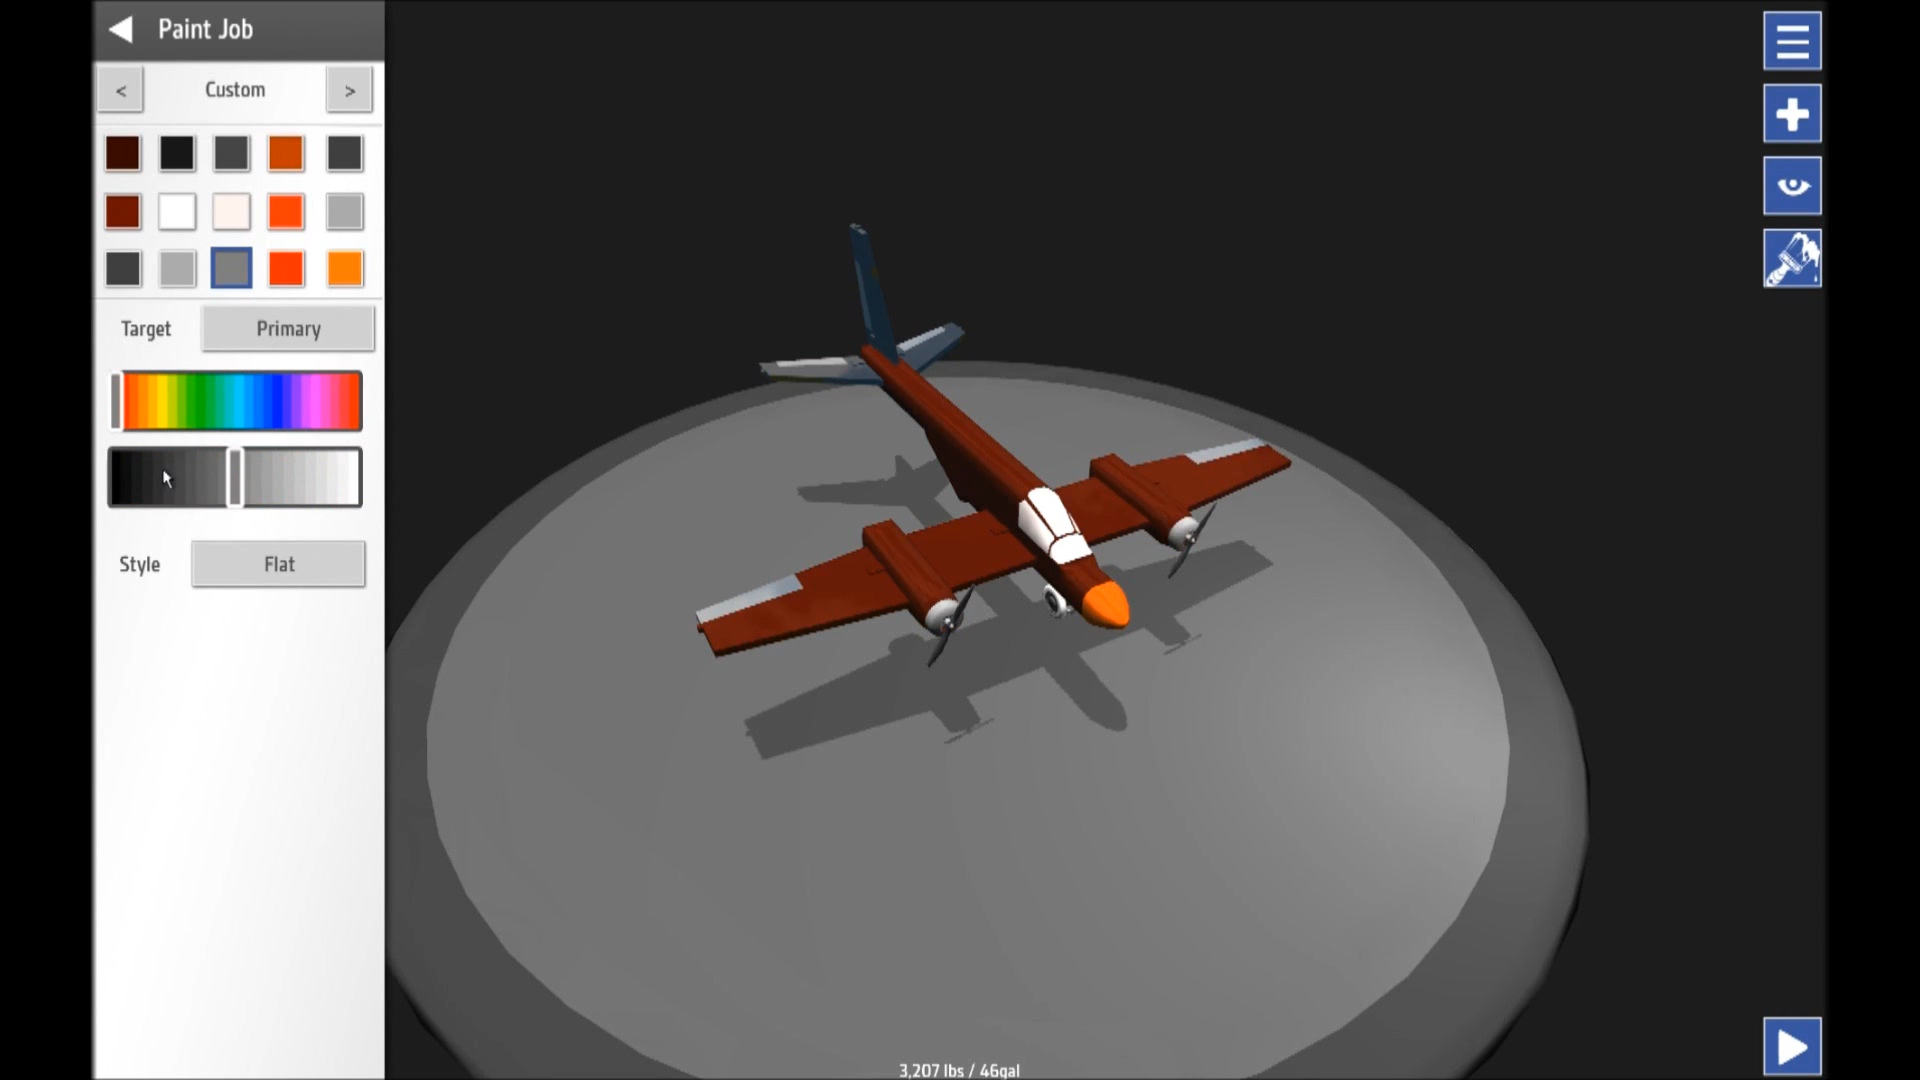 Paint Job
< Custom >
Target Primary
Style Flat
3,207 lbs / 46gal